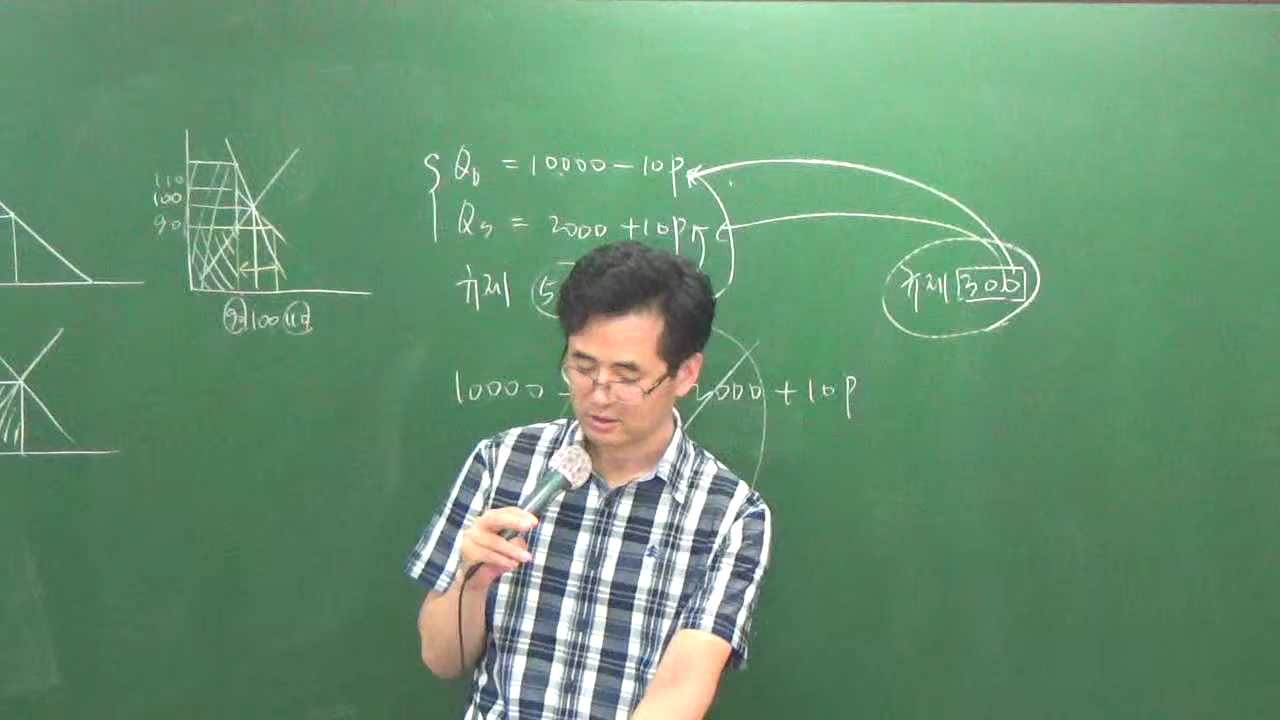 110
100
90
90 100 110
Q_D = 10000 - 10P
Q_S = 2000 + 10P
규제 5
규제 300
10000 - 2000 + 10P